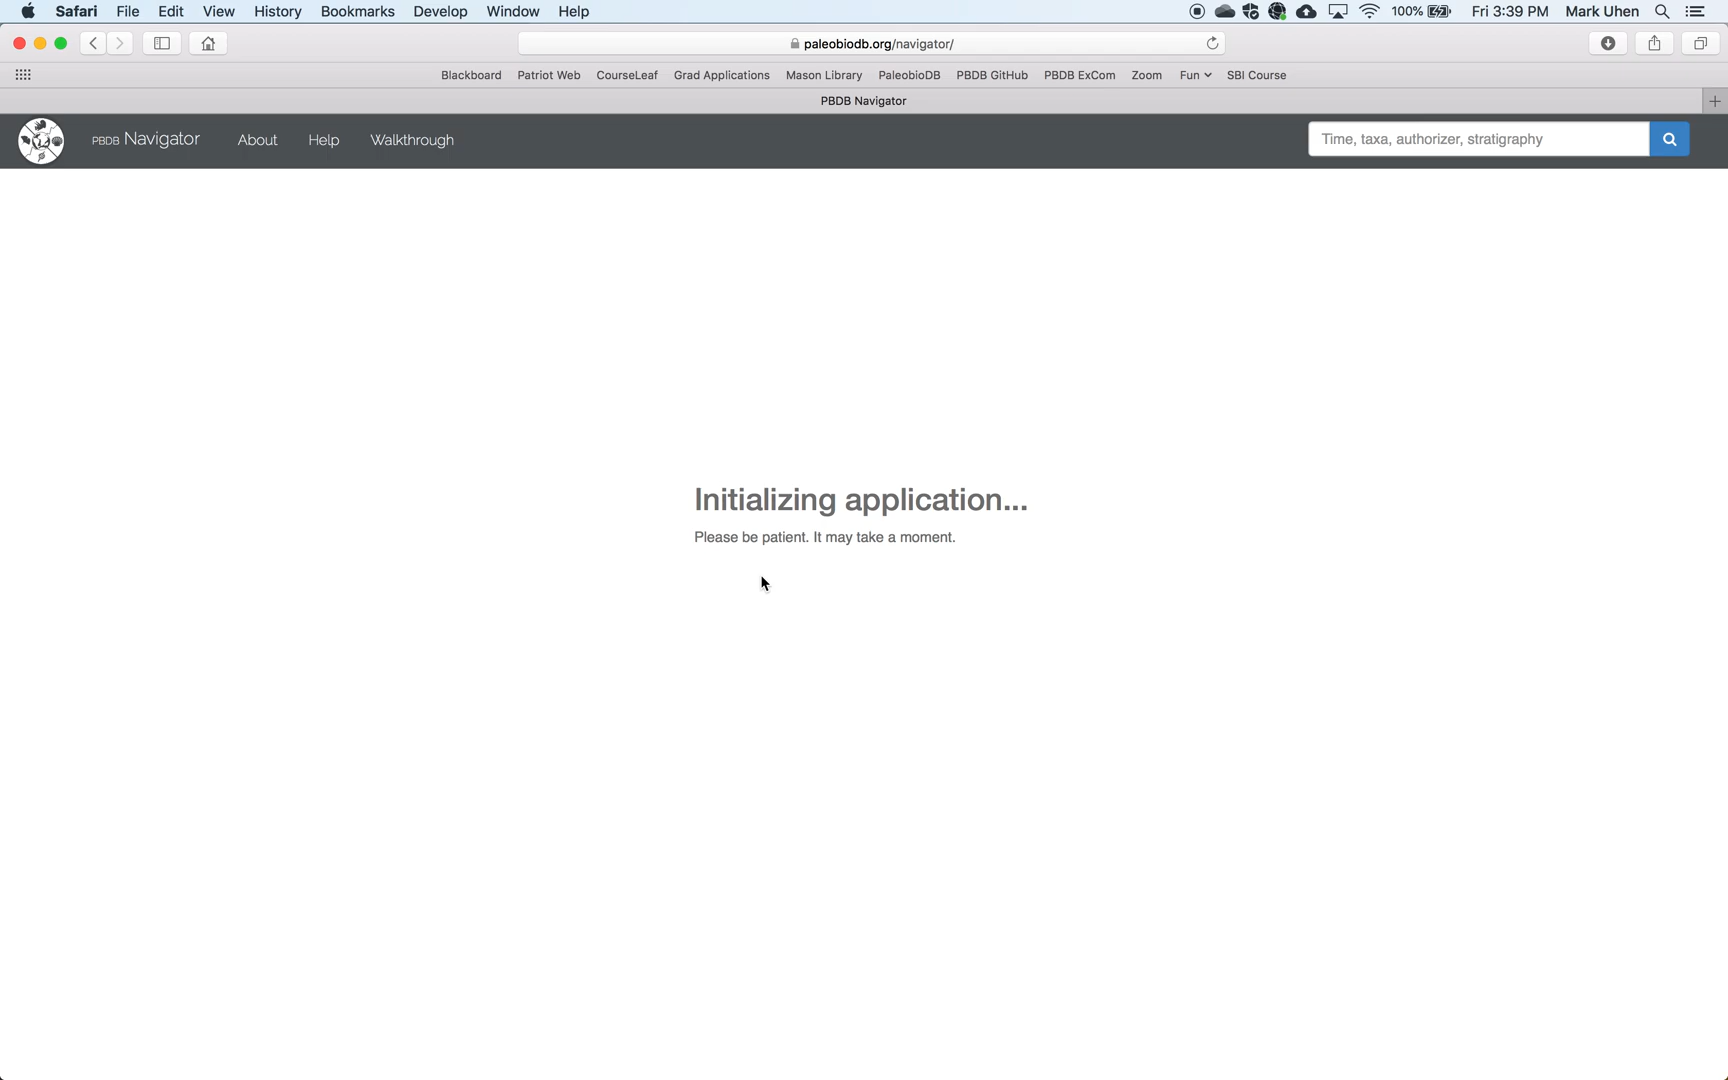 Safari File Edit View History Bookmarks Develop Window Help 100% Fri 3:39 PM Mark Uhen
paleobiodb.org/navigator/
Blackboard Patriot Web CourseLeaf Grad Applications Mason Library PaleobioDB PBDB GitHub PBDB ExCom Zoom Fun SBI Course
PBDB Navigator
PBDB Navigator About Help Walkthrough Time, taxa, authorizer, stratigraphy
Initializing application...
Please be patient. It may take a moment.